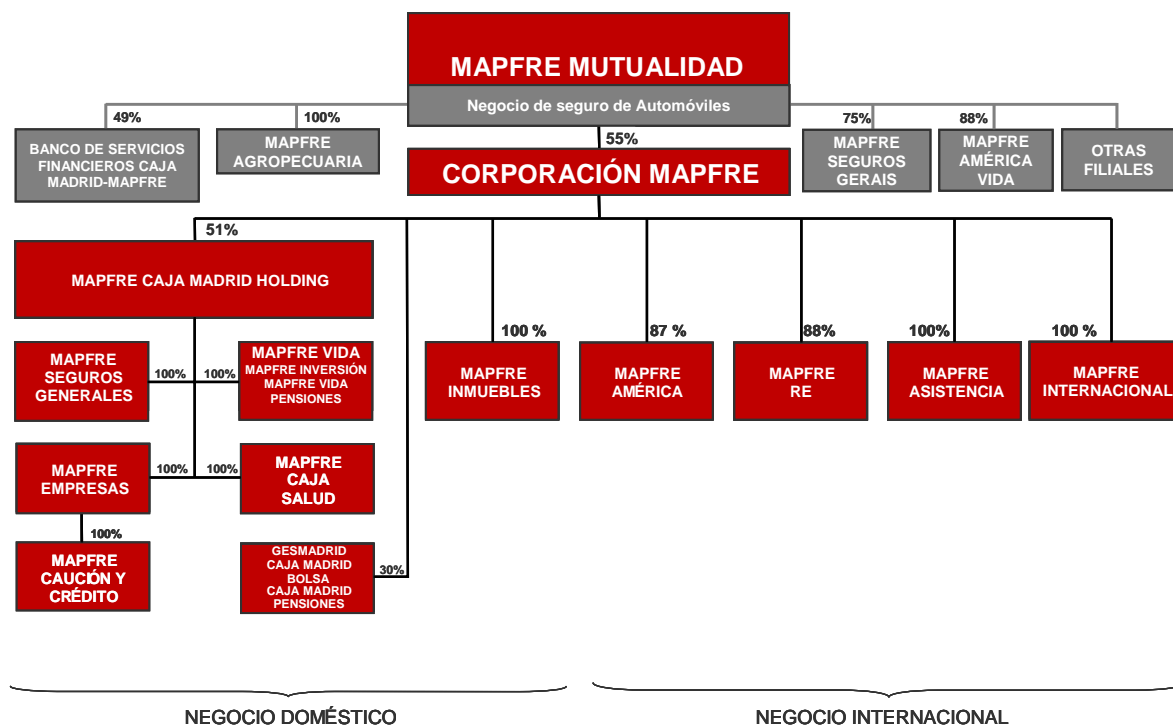 MAPFRE MUTUALIDAD
Negocio de seguro de Automóviles
49%
100%
75%
88%
BANCO DE SERVICIOS
FINANCIEROS CAJA
MADRID-MAPFRE
MAPFRE
AGROPECUARIA
MAPFRE
SEGUROS
GERAIS
MAPFRE
AMÉRICA
VIDA
OTRAS
FILIALES
55%
CORPORACIÓN MAPFRE
51%
MAPFRE CAJA MADRID HOLDING
100 %
87 %
88%
100%
100 %
MAPFRE
INMUEBLES
MAPFRE
AMÉRICA
MAPFRE
RE
MAPFRE
ASISTENCIA
MAPFRE
INTERNACIONAL
MAPFRE
SEGUROS
GENERALES
100%
100%
MAPFRE VIDA
MAPFRE INVERSIÓN
MAPFRE VIDA
PENSIONES
MAPFRE
EMPRESAS
100%
100%
MAPFRE
CAJA
SALUD
100%
MAPFRE
CAUCIÓN Y
CRÉDITO
GESMADRID
CAJA MADRID
BOLSA
CAJA MADRID
PENSIONES
30%
NEGOCIO DOMÉSTICO
NEGOCIO INTERNACIONAL